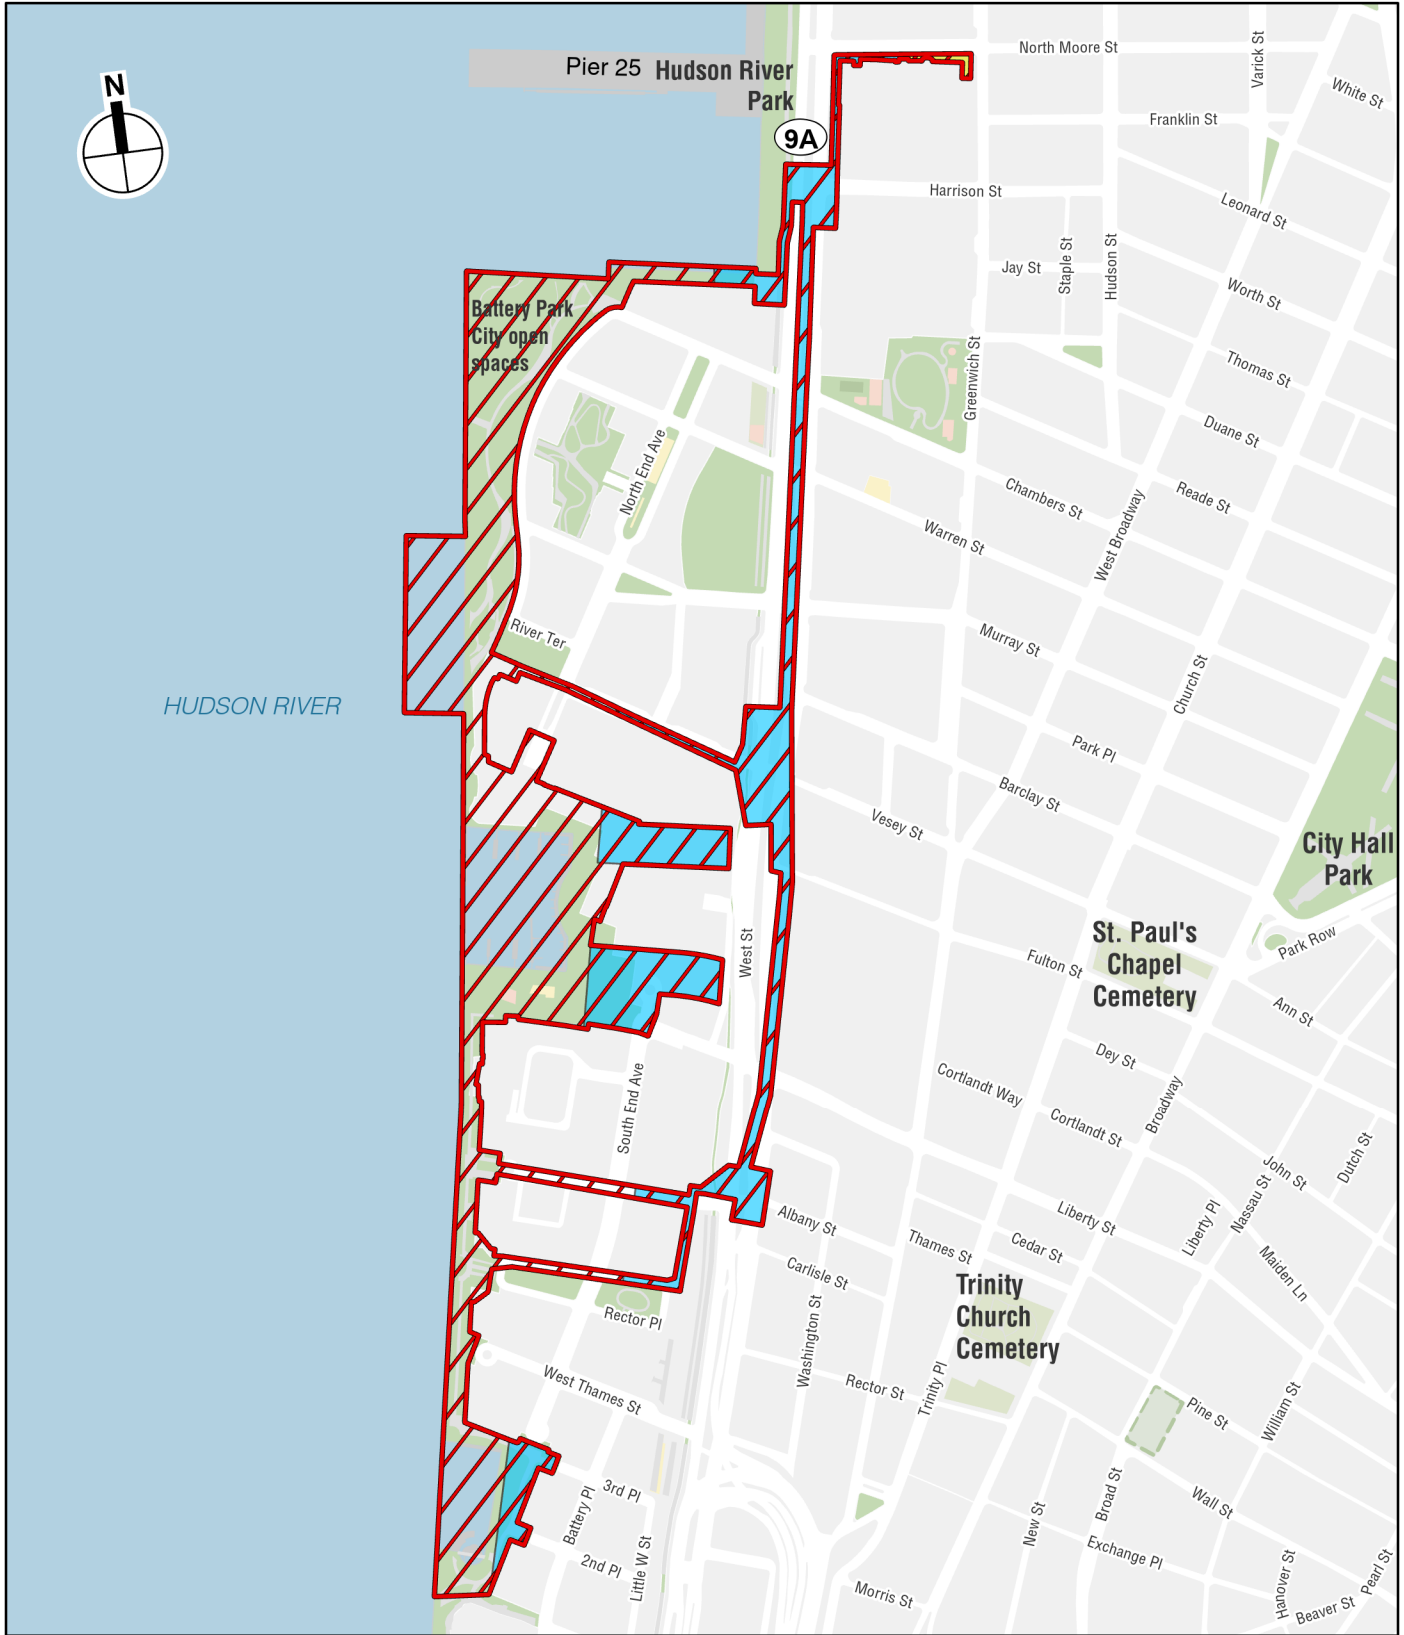 North Moore St
Varick St
Pier 25
Hudson River
Park
N
White St
Franklin St
9A
Harrison St
Leonard St
Staple St
Hudson St
Jay St
Worth St
Battery Park
City open
spaces
Greenwich St
Thomas St
Duane St
North End Ave
Chambers St
Reade St
West Broadway
Warren St
River Ter
Murray St
Church St
HUDSON RIVER
Park Pl
Barclay St
Vesey St
City Hall
Park
West St
St. Paul's
Chapel
Cemetery
Park Row
Fulton St
Ann St
Dey St
Cortlandt Way
Broadway
South End Ave
Cortlandt St
Dutch St
John St
Nassau St
Liberty Pl
Albany St
Liberty St
Thames St
Cedar St
Maiden Ln
Carlisle St
Trinity
Church
Cemetery
Rector Pl
Washington St
West Thames St
Rector St
Trinity Pl
Pine St
William St
3rd Pl
Battery Pl
Broad St
Wall St
New St
2nd Pl
Little W St
Exchange Pl
Hanover St
Pearl St
Morris St
Beaver St